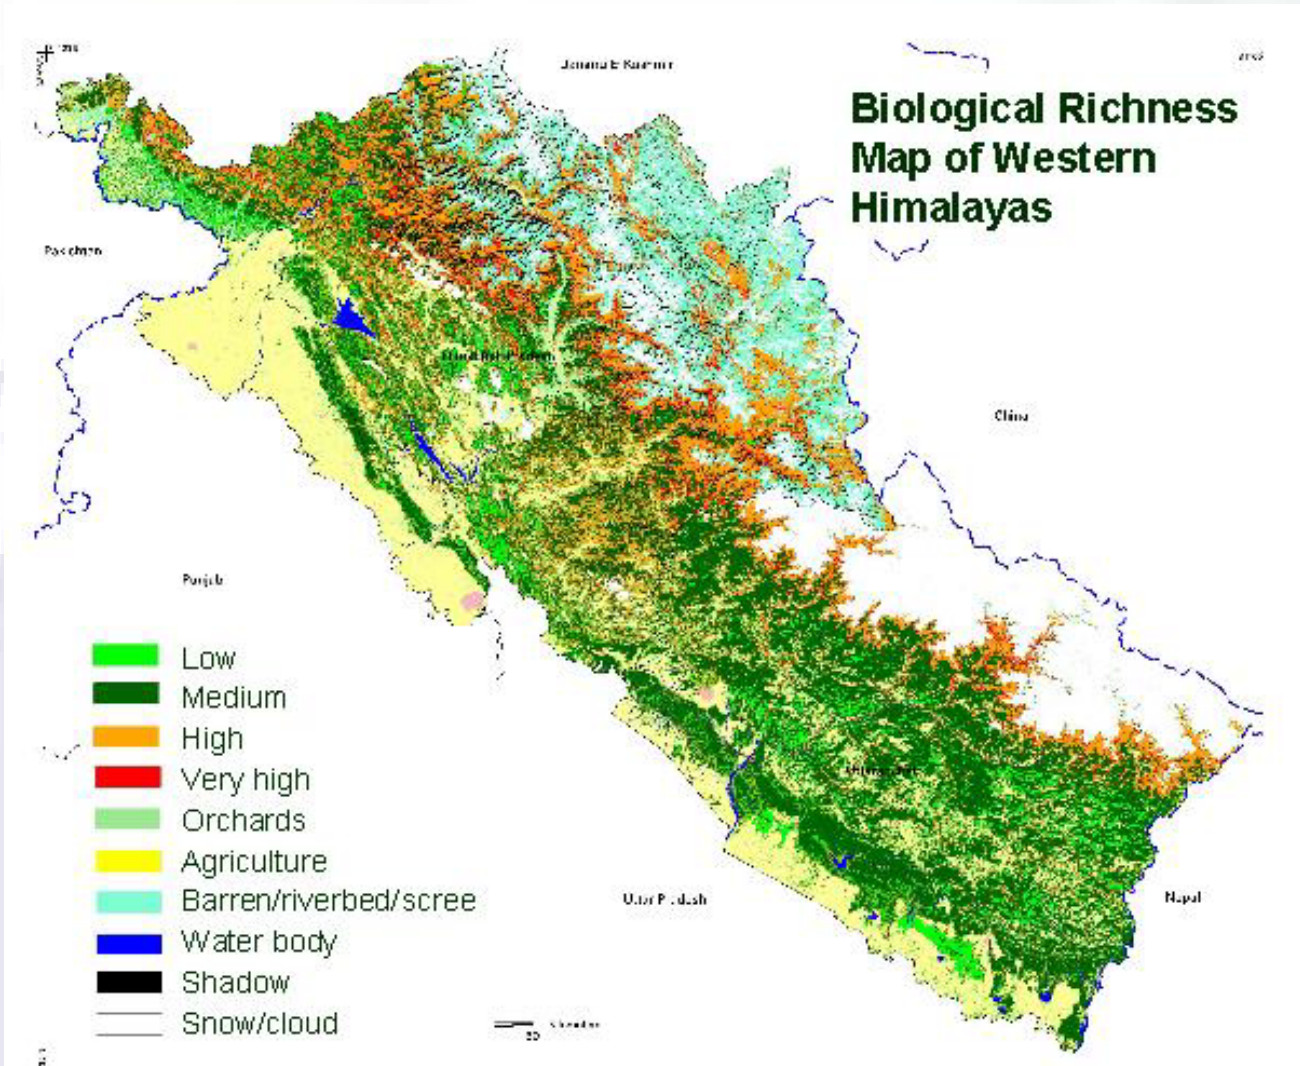 Biological Richness
Map of Western
Himalayas
China
Punjab
Nepal
Low
Medium
High
Very high
Orchards
Agriculture
Barren/riverbed/scree
Water body
Shadow
Snow/cloud